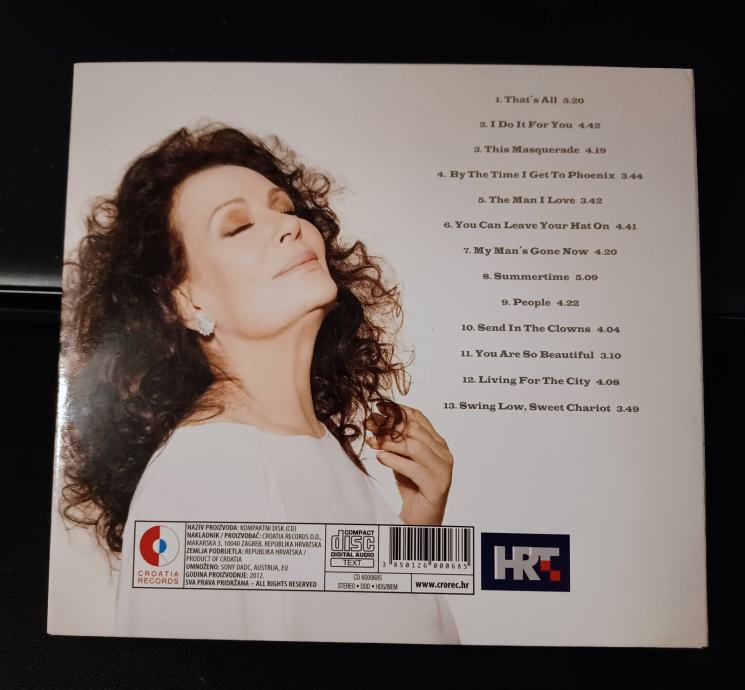 1. That's All 5.20
2. I Do It For You 4.42
3. This Masquerade 4.19
4. By The Time I Get To Phoenix 3.44
5. The Man I Love 3.42
6. You Can Leave Your Hat On 4.41
7. My Man's Gone Now 4.20
8. Summertime 5.09
9. People 4.22
10. Send In The Clowns 4.04
11. You Are So Beautiful 3.10
12. Living For The City 4.08
13. Swing Low, Sweet Chariot 3.49
CROATIA
RECORDS
NAZIV PROIZVODA: KOMPAKTNI DISK (CD)
NAKLADNIK / PROIZVOĐAČ: CROATIA RECORDS D.D.,
MAKARSKA 3, 10040 ZAGREB, REPUBLIKA HRVATSKA
ZEMLJA PODRIJETLA: REPUBLIKA HRVATSKA /
PRODUCT OF CROATIA
UMNOŽENO: SONY DADC, AUSTRIJA, EU
GODINA PROIZVODNJE: 2012.
SVA PRAVA PRIDRŽANA – ALL RIGHTS RESERVED
COMPACT
disc
DIGITAL AUDIO
TEXT
CD 6000685
STEREO • DDD • HDS/BIEM
3 850126 000685
www.crorec.hr
HRT